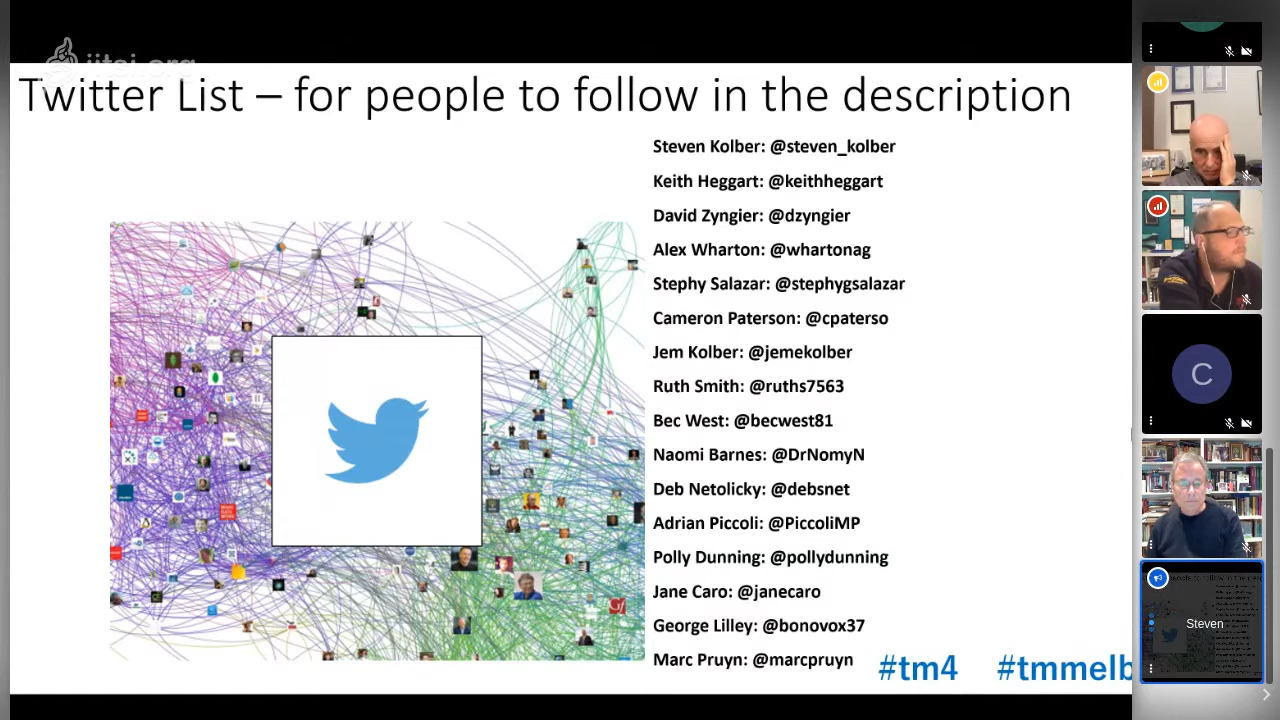 jitsi.org
Twitter List – for people to follow in the description
Steven Kolber: @steven_kolber
Keith Heggart: @keithheggart
David Zyngier: @dzyngier
Alex Wharton: @whartonag
Stephy Salazar: @stephygsalazar
Cameron Paterson: @cpaterso
Jem Kolber: @jemekolber
Ruth Smith: @ruths7563
Bec West: @becwest81
Naomi Barnes: @DrNomyN
Deb Netolicky: @debsnet
Adrian Piccoli: @PiccoliMP
Polly Dunning: @pollydunning
Jane Caro: @janecaro
George Lilley: @bonovox37
Marc Pruyn: @marcpruyn
#tm4 #tmmelb
C
Steven